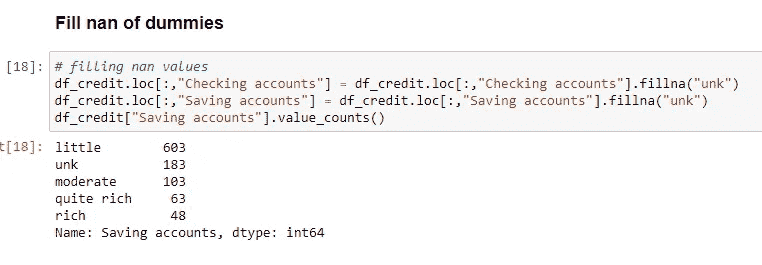 Fill nan of dummies
[18]: # filling nan values
df_credit.loc[:,"Checking accounts"] = df_credit.loc[:,"Checking accounts"].fillna("unk")
df_credit.loc[:,"Saving accounts"] = df_credit.loc[:,"Saving accounts"].fillna("unk")
df_credit["Saving accounts"].value_counts()
t[18]: little 603
unk 183
moderate 103
quite rich 63
rich 48
Name: Saving accounts, dtype: int64